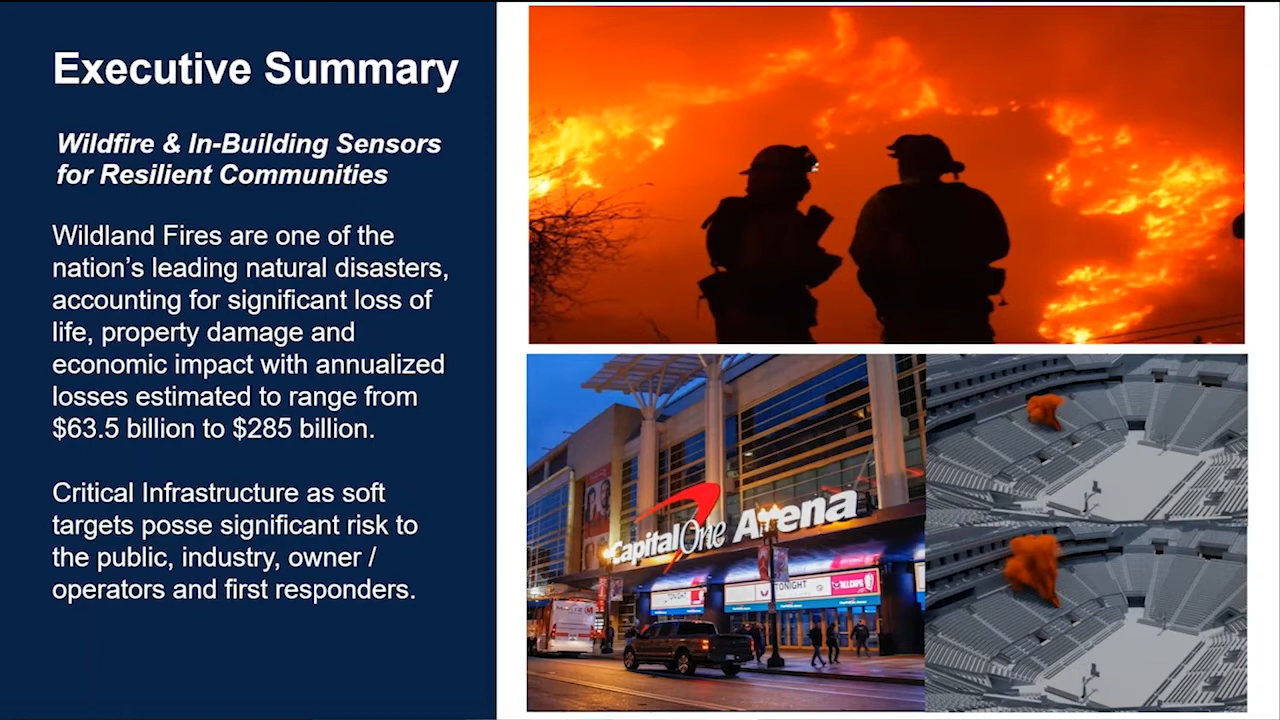 Executive Summary
Wildfire & In-Building Sensors
for Resilient Communities
Wildland Fires are one of the
nation's leading natural disasters,
accounting for significant loss of
life, property damage and
economic impact with annualized
losses estimated to range from
$63.5 billion to $285 billion.
Critical Infrastructure as soft
targets posse significant risk to
the public, industry, owner /
operators and first responders.
CapitalOne Arena
TONIGHT
TONIGHT
ALLCAPS